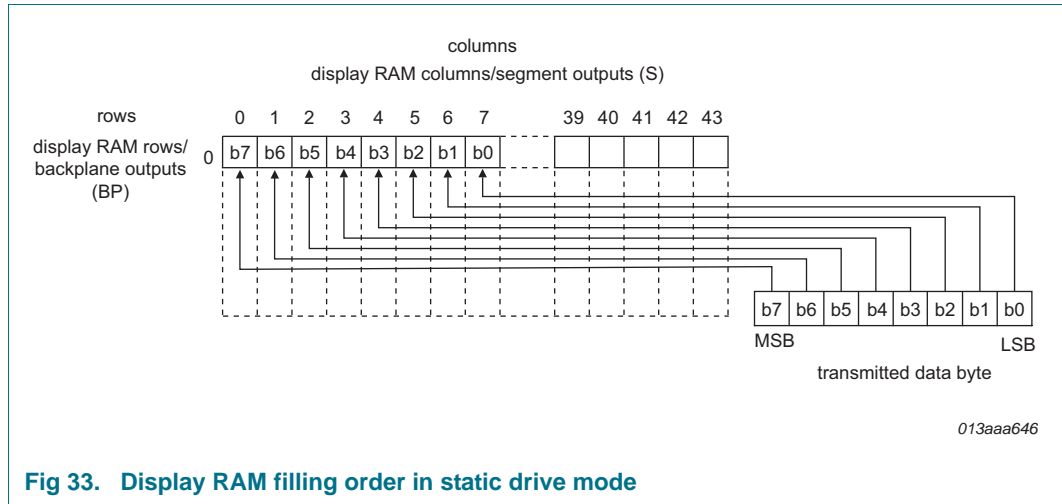 columns
display RAM columns/segment outputs (S)
rows 0 1 2 3 4 5 6 7 39 40 41 42 43
display RAM rows/
backplane outputs
(BP)
0 b7 b6 b5 b4 b3 b2 b1 b0
b7 b6 b5 b4 b3 b2 b1 b0
MSB LSB
transmitted data byte
013aaa646
Fig 33. Display RAM filling order in static drive mode